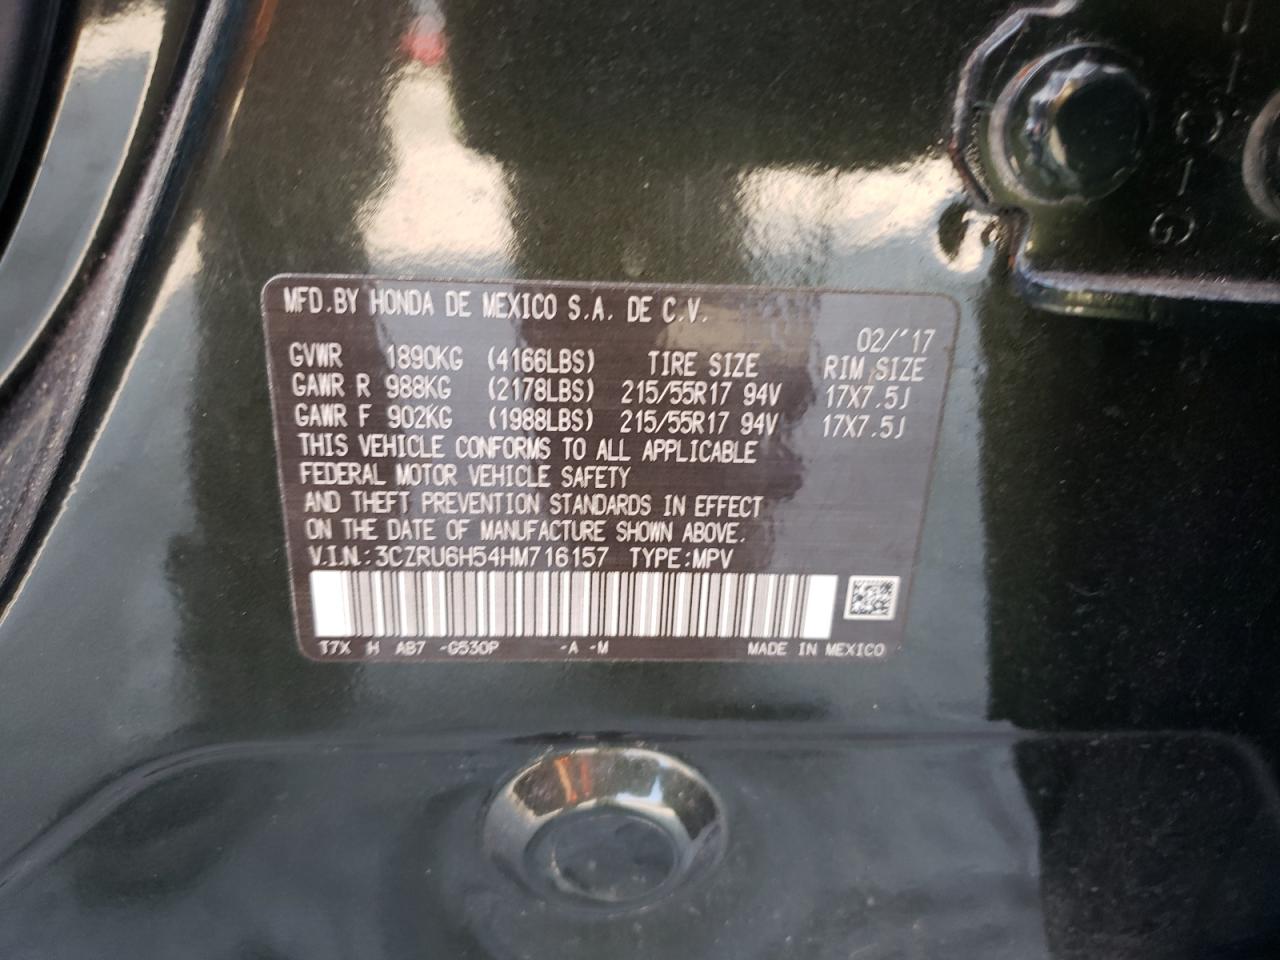 MFD.BY HONDA DE MEXICO S.A. DE C.V.
02/'17
GVWR 1890KG (4166LBS) TIRE SIZE RIM SIZE
GAWR R 988KG (2178LBS) 215/55R17 94V 17X7.5J
GAWR F 902KG (1988LBS) 215/55R17 94V 17X7.5J
THIS VEHICLE CONFORMS TO ALL APPLICABLE
FEDERAL MOTOR VEHICLE SAFETY
AND THEFT PREVENTION STANDARDS IN EFFECT
ON THE DATE OF MANUFACTURE SHOWN ABOVE.
V.I.N.:3CZRU6H54HM716157 TYPE:MPV
T7X H AB7 -G530P -A -M MADE IN MEXICO